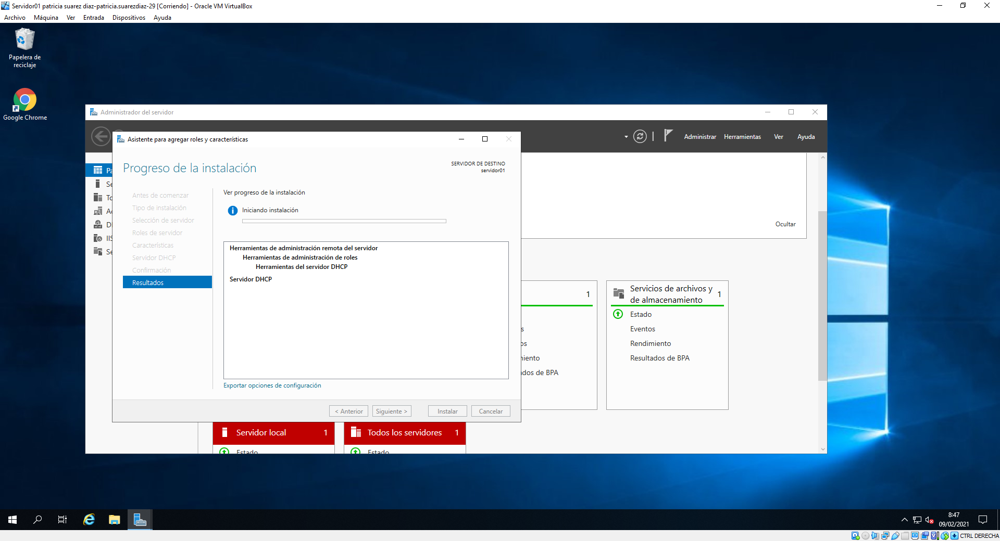 Servidor01 patricia suarez diaz-patricia.suarezdiaz-29 [Corriendo] - Oracle VM VirtualBox
Archivo Máquina Ver Entrada Dispositivos Ayuda
Papelera de
reciclaje
Google Chrome
Administrador del servidor
Administrar Herramientas Ver Ayuda
Asistente para agregar roles y características
Progreso de la instalación
SERVIDOR DE DESTINO
servidor01
Antes de comenzar
Tipo de instalación
Selección de servidor
Roles de servidor
Características
Servidor DHCP
Confirmación
Resultados
Ver progreso de la instalación
Iniciando instalación
Herramientas de administración remota del servidor
Herramientas de administración de roles
Herramientas del servidor DHCP
Servidor DHCP
Exportar opciones de configuración
< Anterior
Siguiente >
Instalar
Cancelar
Pa
Se
To
A
D
IIS
Se
Ocultar
1
s
os
iento
dos de BPA
Servicios de archivos y
de almacenamiento
1
Estado
Eventos
Rendimiento
Resultados de BPA
Servidor local 1
Estado
Todos los servidores 1
Estado
8:47
09/02/2021
CTRL DERECHA